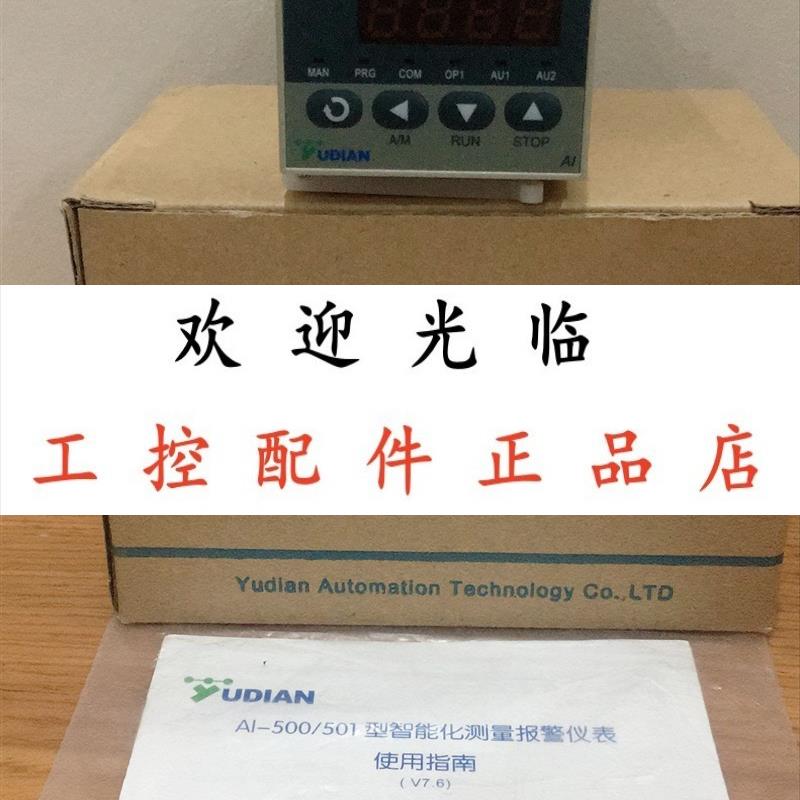 MAN PRG COM OP1 AU1 AU2
A/M RUN STOP
YUDIAN AI
欢迎光临
工控配件正品店
Yudian Automation Technology Co.,LTD
YUDIAN
AI-500/501型智能化测量报警仪表
使用指南
(V7.6)